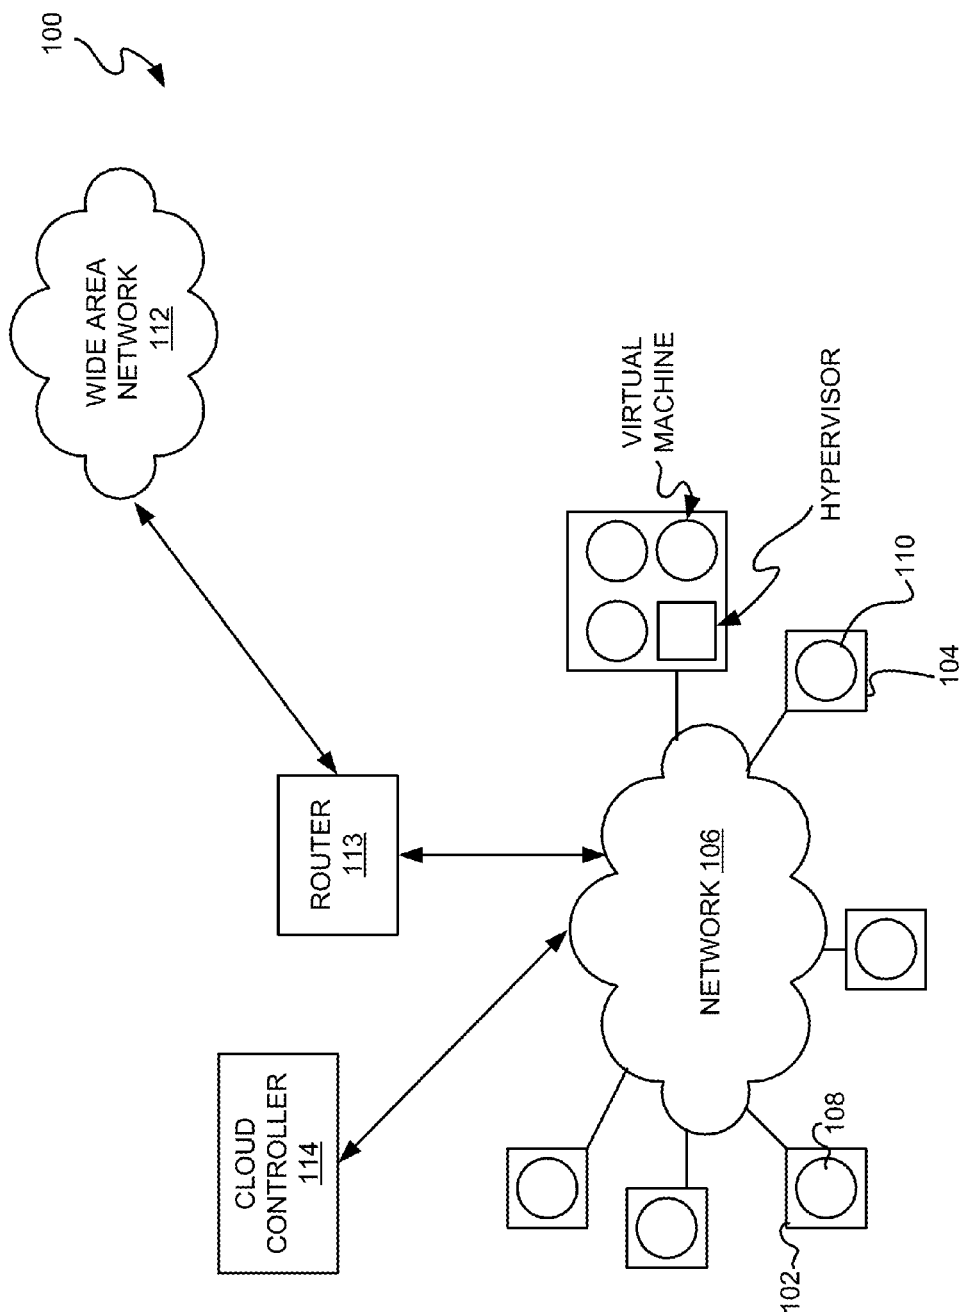 100
WIDE AREA
NETWORK
112
ROUTER
113
CLOUD
CONTROLLER
114
VIRTUAL
MACHINE
HYPERVISOR
NETWORK 106
110
104
108
102